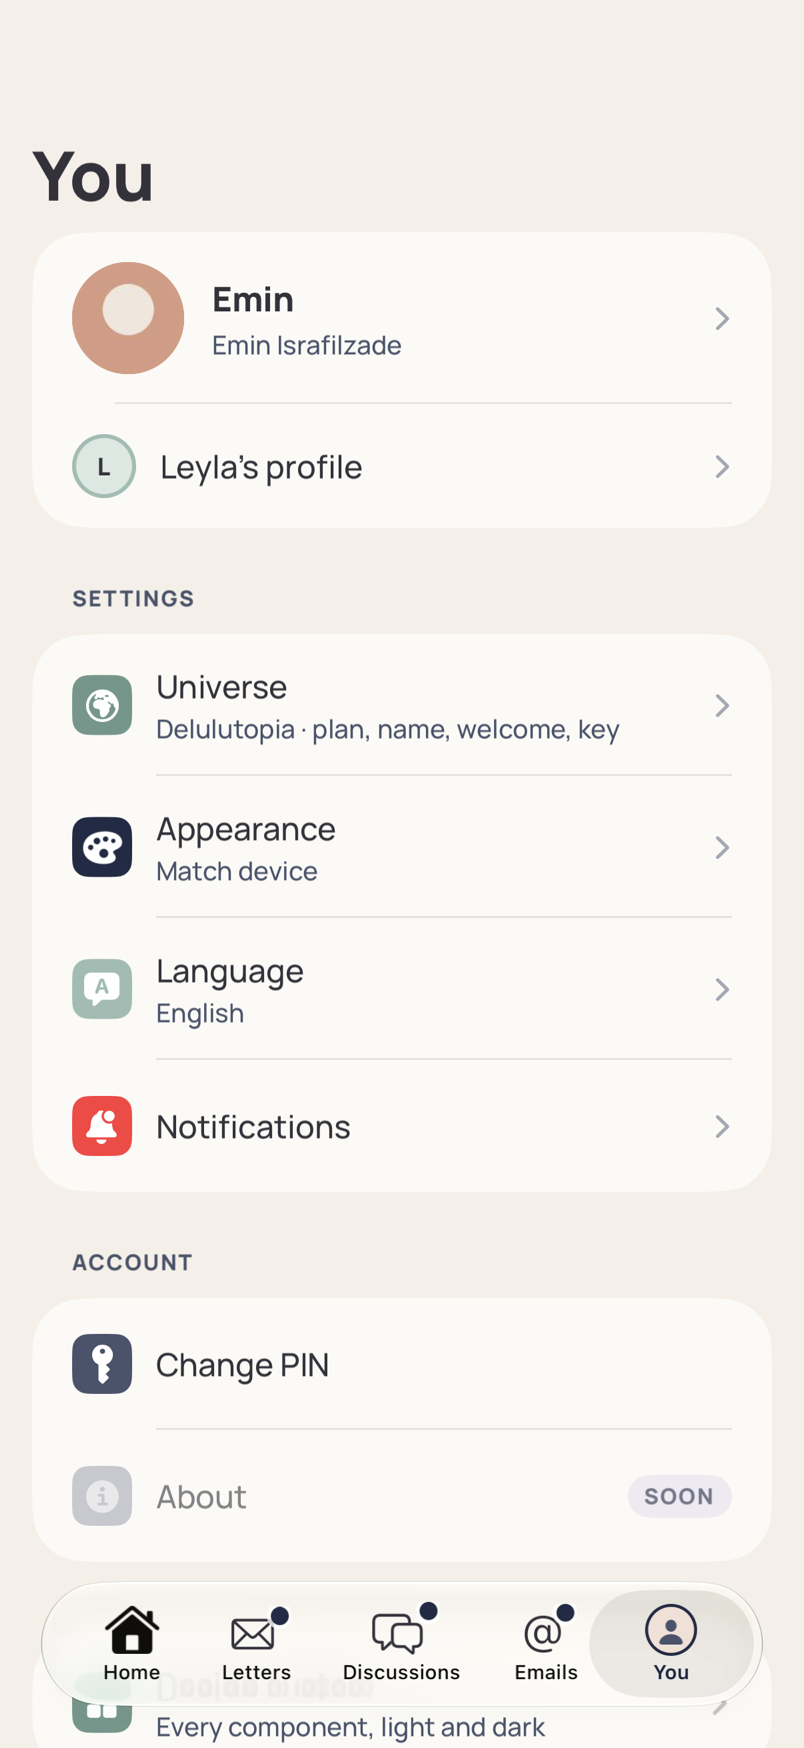 You
Emin
Emin Israfilzade
L
Leyla’s profile
SETTINGS
Universe
Delulutopia · plan, name, welcome, key
Appearance
Match device
A
Language
English
Notifications
ACCOUNT
Change PIN
About
SOON
Home
Letters
Discussions
Emails
You
Every component, light and dark